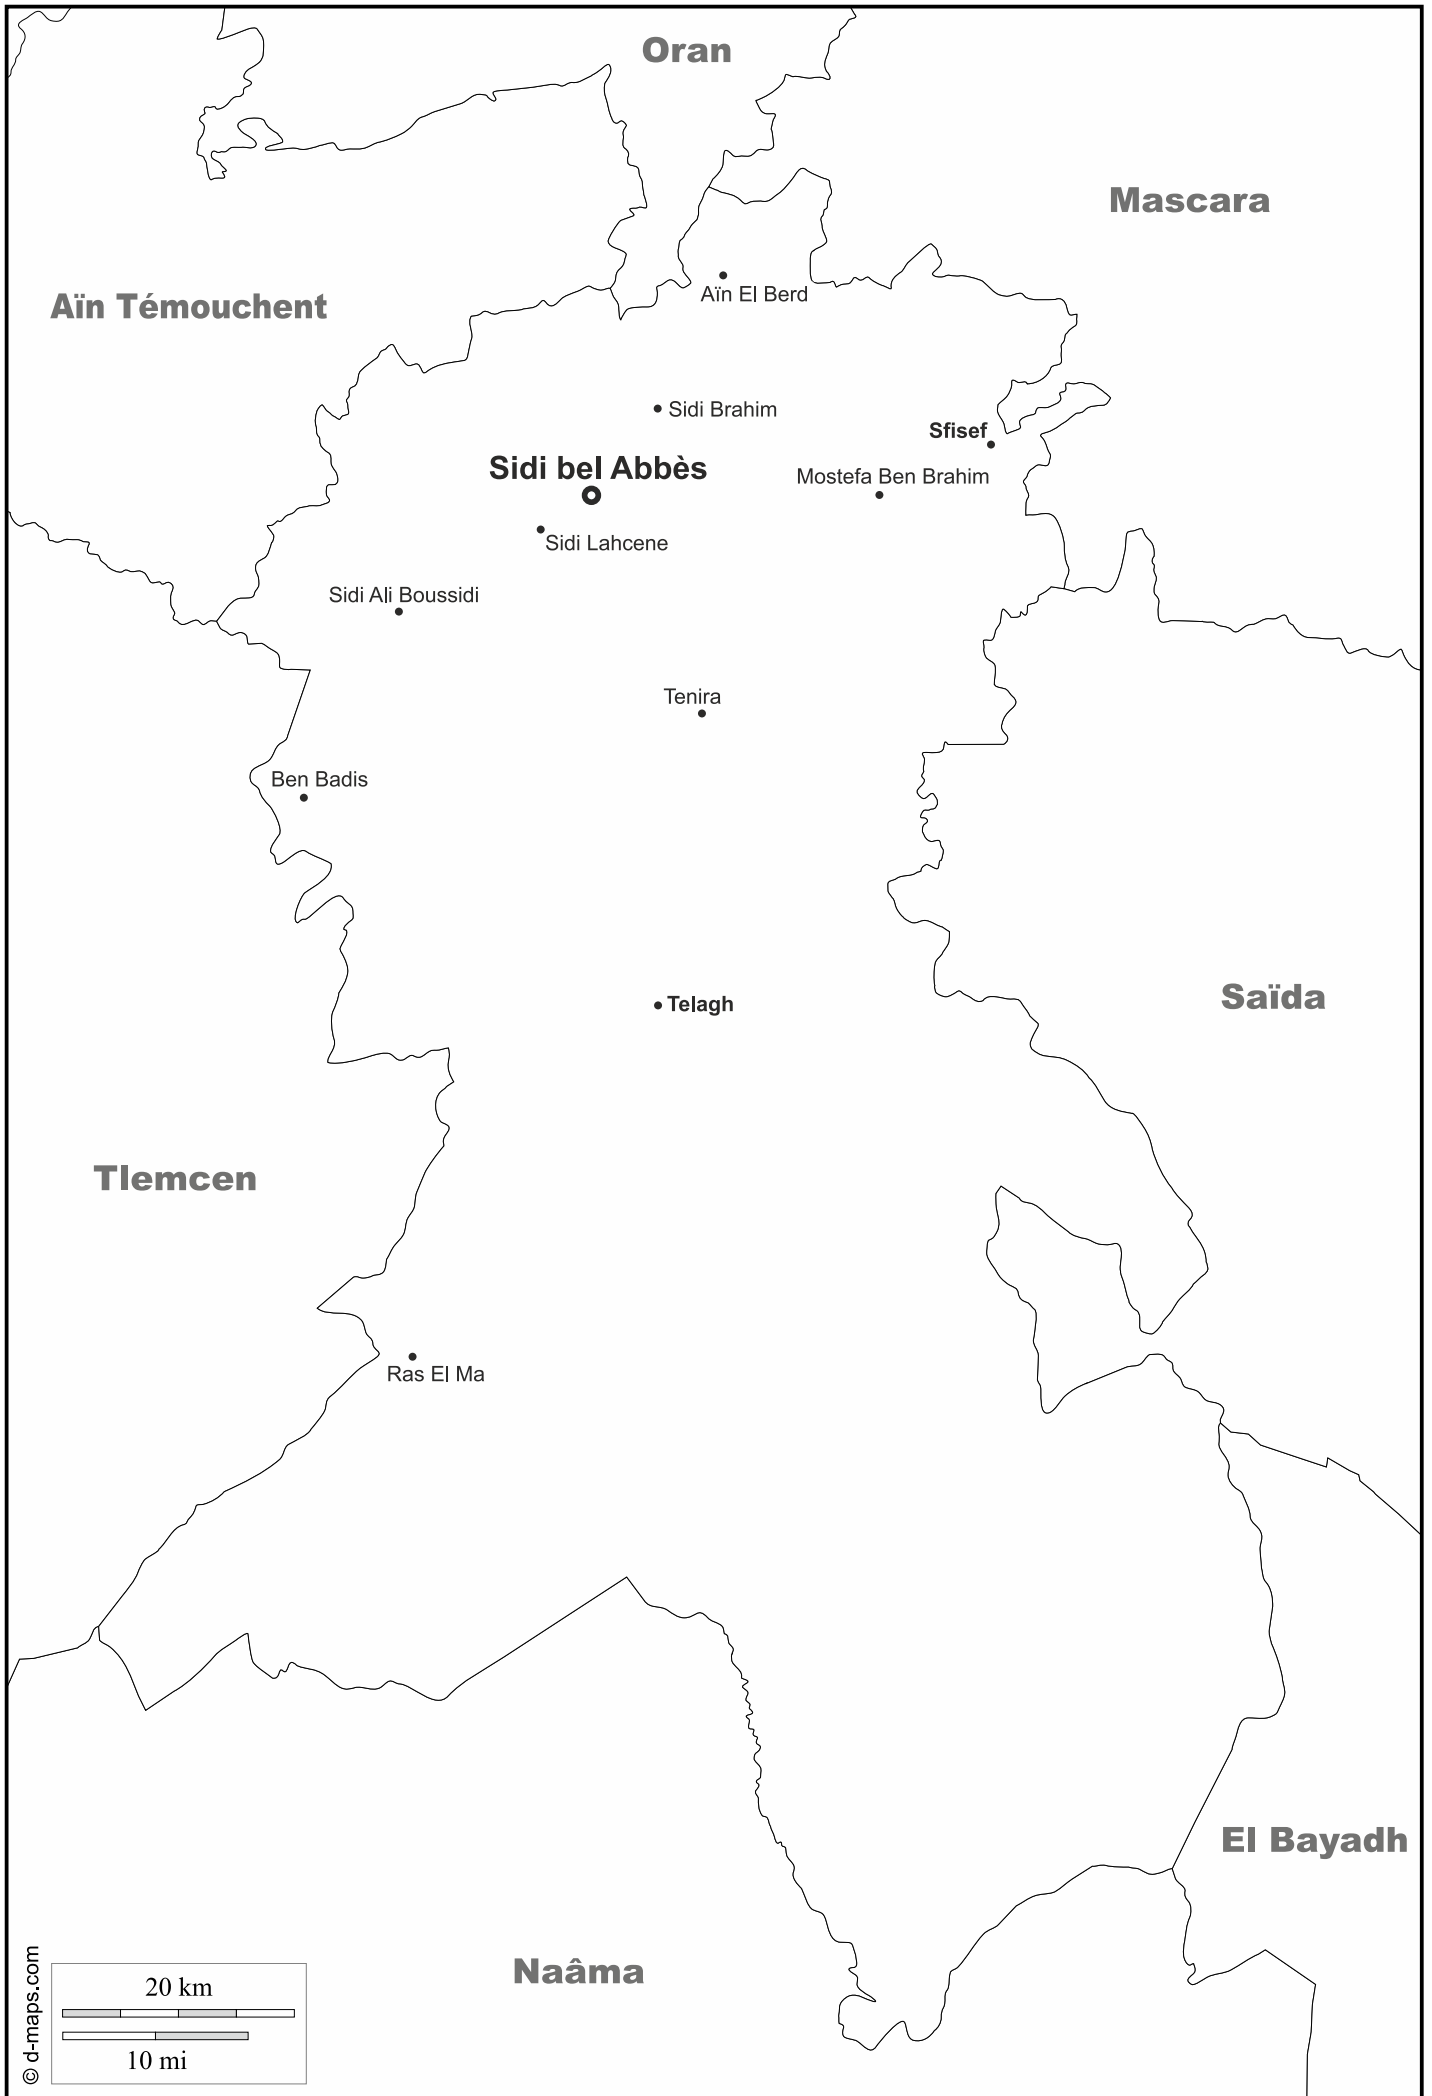 Oran
Mascara
Aïn Témouchent
Aïn El Berd
Sidi Brahim
Sfisef
Sidi bel Abbès
Mostefa Ben Brahim
Sidi Lahcene
Sidi Ali Boussidi
Tenira
Ben Badis
Saïda
Telagh
Tlemcen
Ras El Ma
El Bayadh
Naâma
© d-maps.com
20 km
10 mi